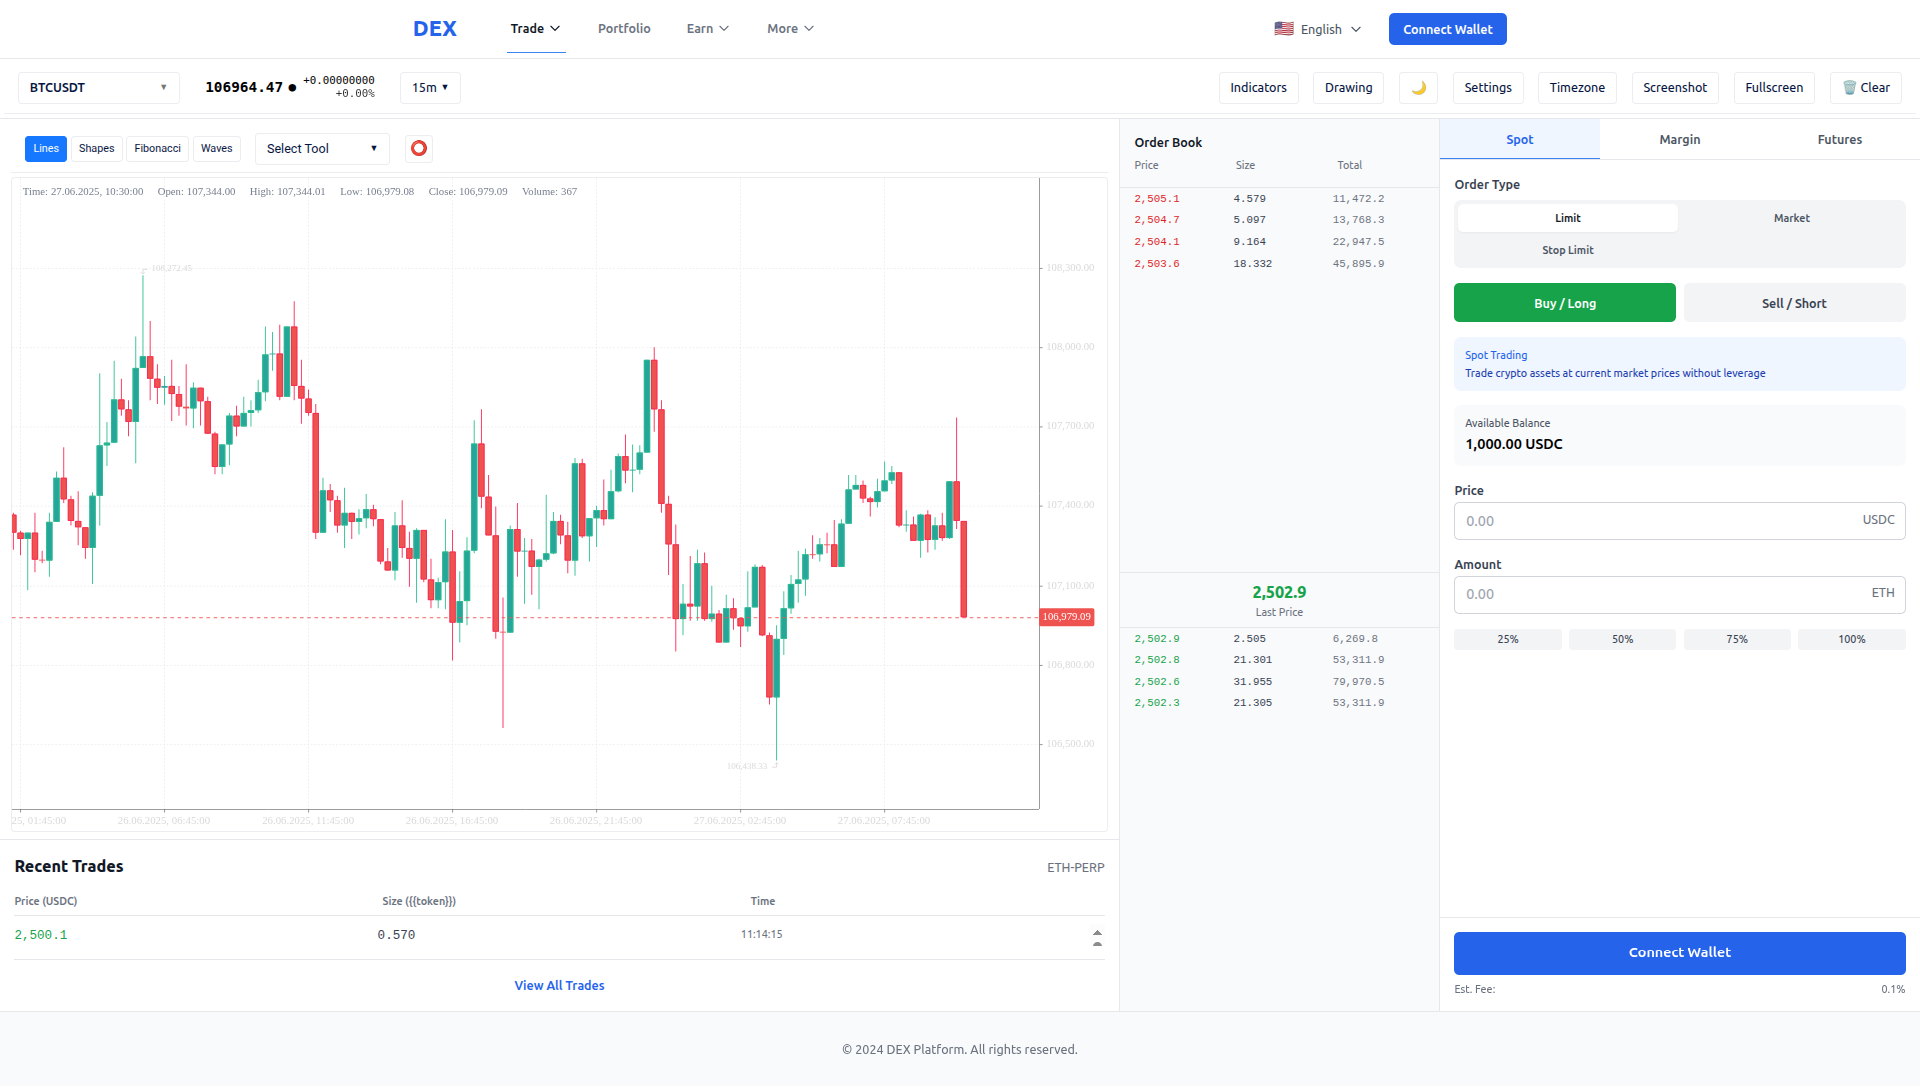 DEX Trade Portfolio Earn More English Connect Wallet
BTCUSDT ▼ 106964.47 ● +0.00000000 +0.00% 15m ▼ Indicators Drawing 🌙 Settings Timezone Screenshot Fullscreen 🗑️ Clear
Lines Shapes Fibonacci Waves Select Tool ▼
Time: 27.06.2025, 10:30:00 Open: 107,344.00 High: 107,344.01 Low: 106,979.08 Close: 106,979.09 Volume: 367
108,272.45
108,300.00
108,000.00
107,700.00
107,400.00
107,100.00
106,979.09
106,800.00
106,500.00
106,438.33
25, 01:45:00 26.06.2025, 06:45:00 26.06.2025, 11:45:00 26.06.2025, 16:45:00 26.06.2025, 21:45:00 27.06.2025, 02:45:00 27.06.2025, 07:45:00
Recent Trades ETH-PERP
Price (USDC) Size ({{token}}) Time
2,500.1 0.570 11:14:15
View All Trades
Order Book
Price Size Total
2,505.1 4.579 11,472.2
2,504.7 5.097 13,768.3
2,504.1 9.164 22,947.5
2,503.6 18.332 45,895.9
2,502.9
Last Price
2,502.9 2.505 6,269.8
2,502.8 21.301 53,311.9
2,502.6 31.955 79,970.5
2,502.3 21.305 53,311.9
Spot Margin Futures
Order Type
Limit Market
Stop Limit
Buy / Long Sell / Short
Spot Trading
Trade crypto assets at current market prices without leverage
Available Balance
1,000.00 USDC
Price
0.00 USDC
Amount
0.00 ETH
25% 50% 75% 100%
Connect Wallet
Est. Fee: 0.1%
© 2024 DEX Platform. All rights reserved.